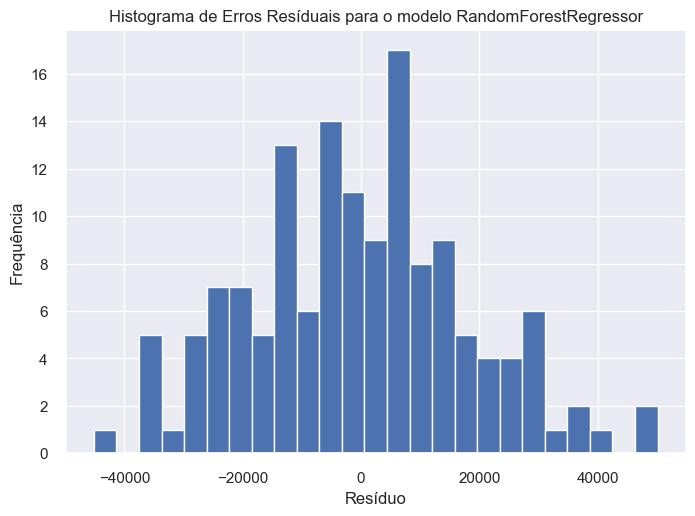 Histograma de Erros Resíduais para o modelo RandomForestRegressor
16
14
12
10
8
6
4
2
0
Frequência
−40000 −20000 0 20000 40000
Resíduo